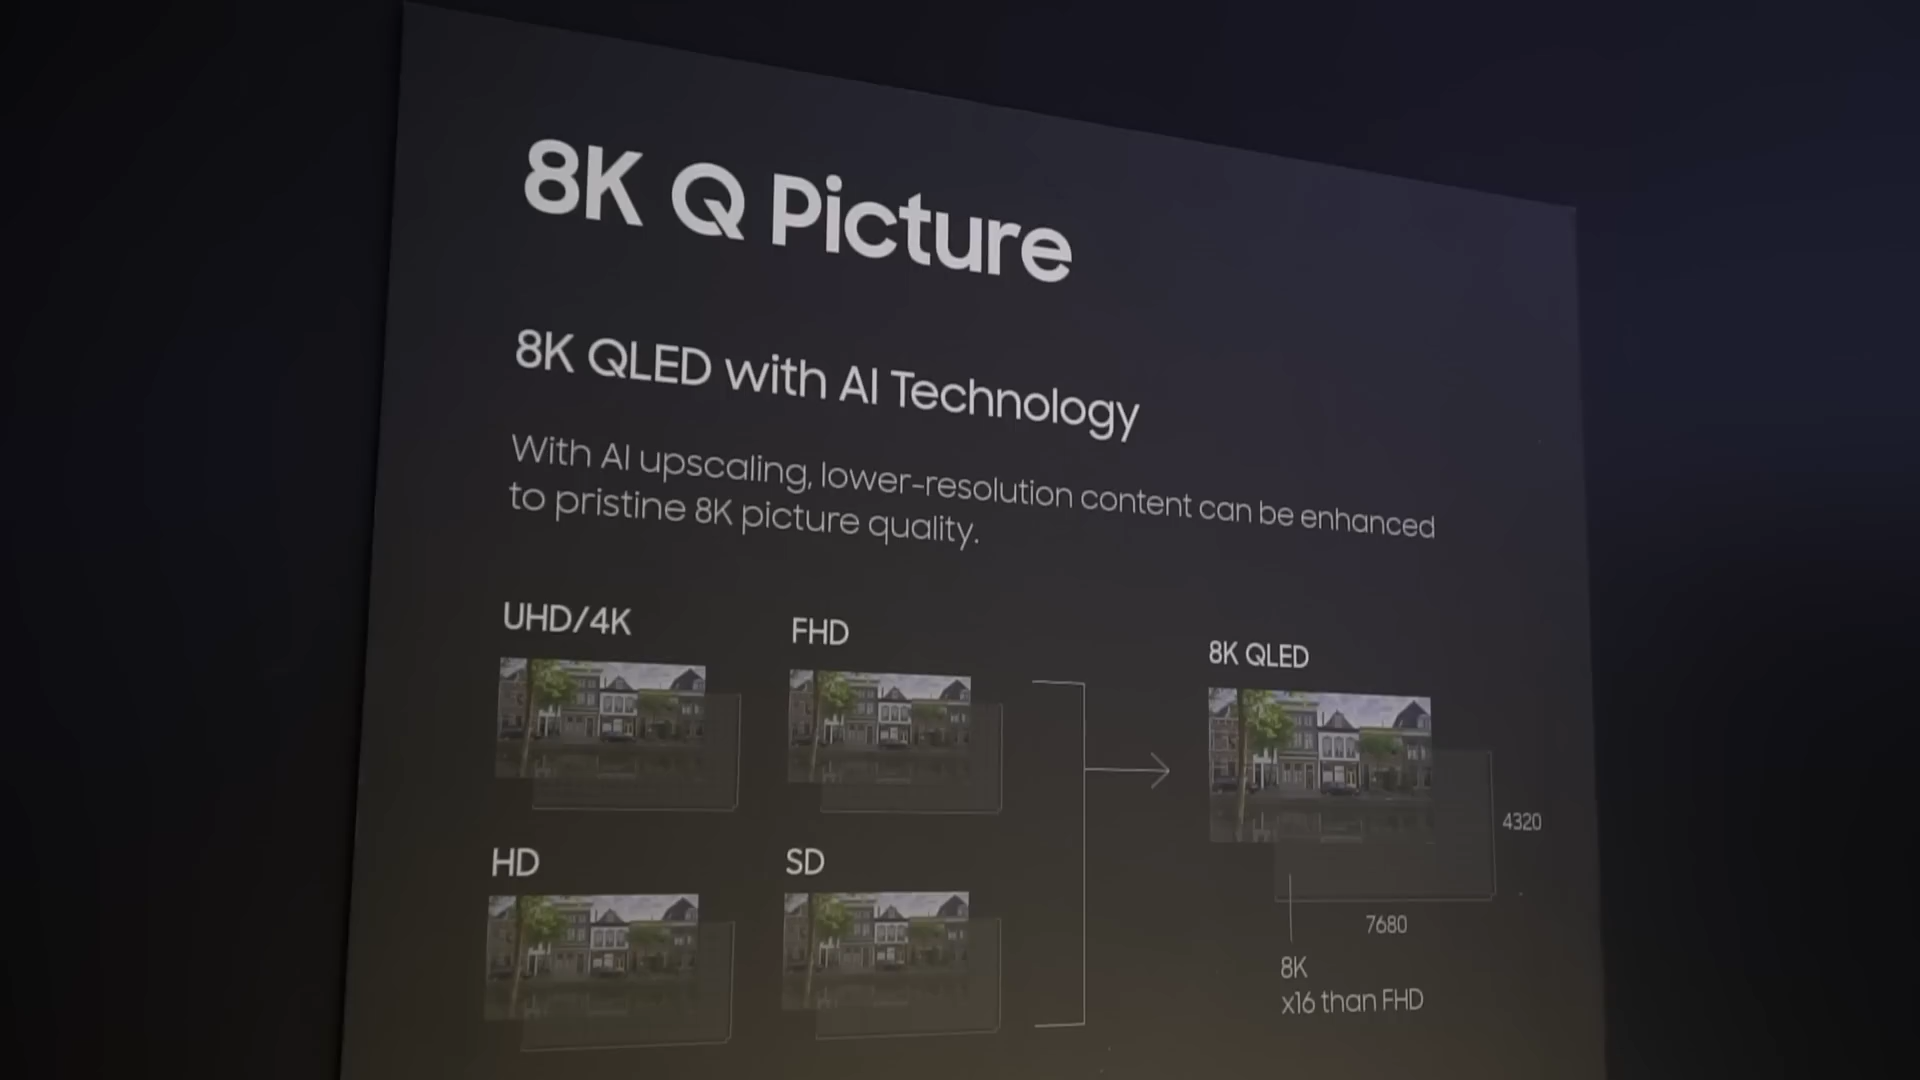 8K Q Picture
8K QLED with AI Technology
With AI upscaling, lower-resolution content can be enhanced
to pristine 8K picture quality.
UHD/4K
FHD
8K QLED
4320
7680
HD
SD
8K
x16 than FHD